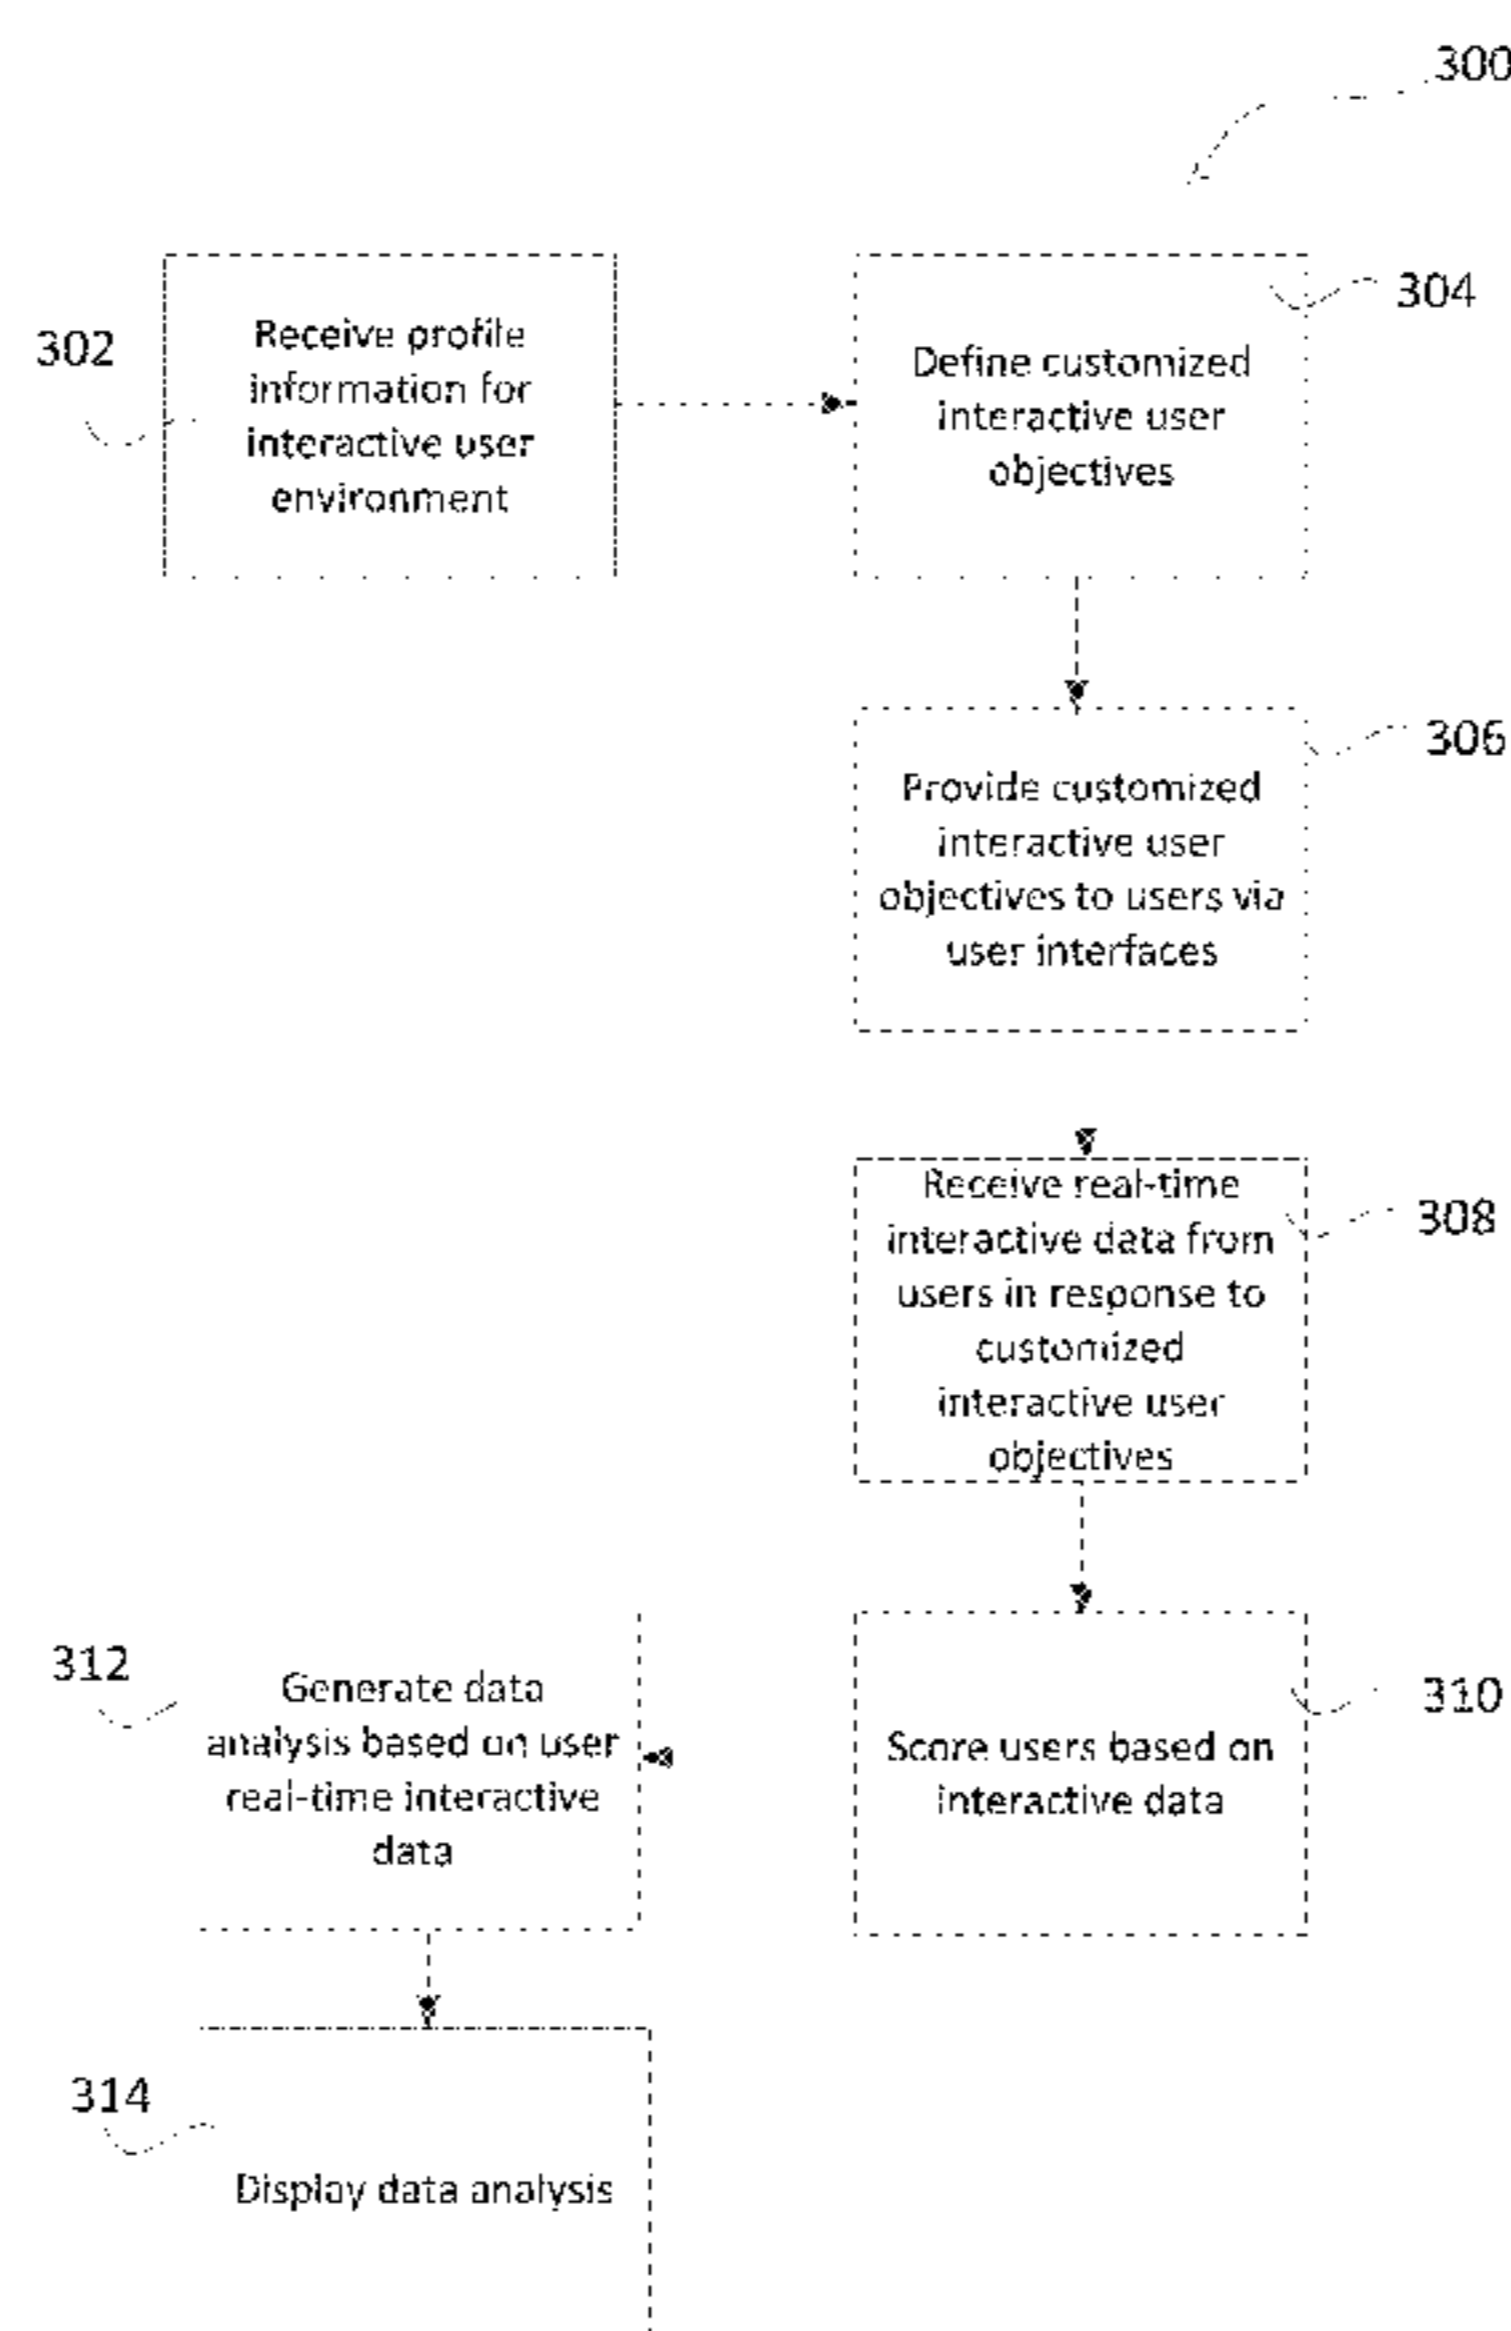 300
302
Receive profile
information for
interactive user
environment
304
Define customized
interactive user
objectives
306
Provide customized
interactive user
objectives to users via
user interfaces
308
Receive real-time
interactive data from
users in response to
customized
interactive user
objectives
310
Score users based on
interactive data
312
Generate data
analysis based on user
real-time interactive
data
314
Display data analysis